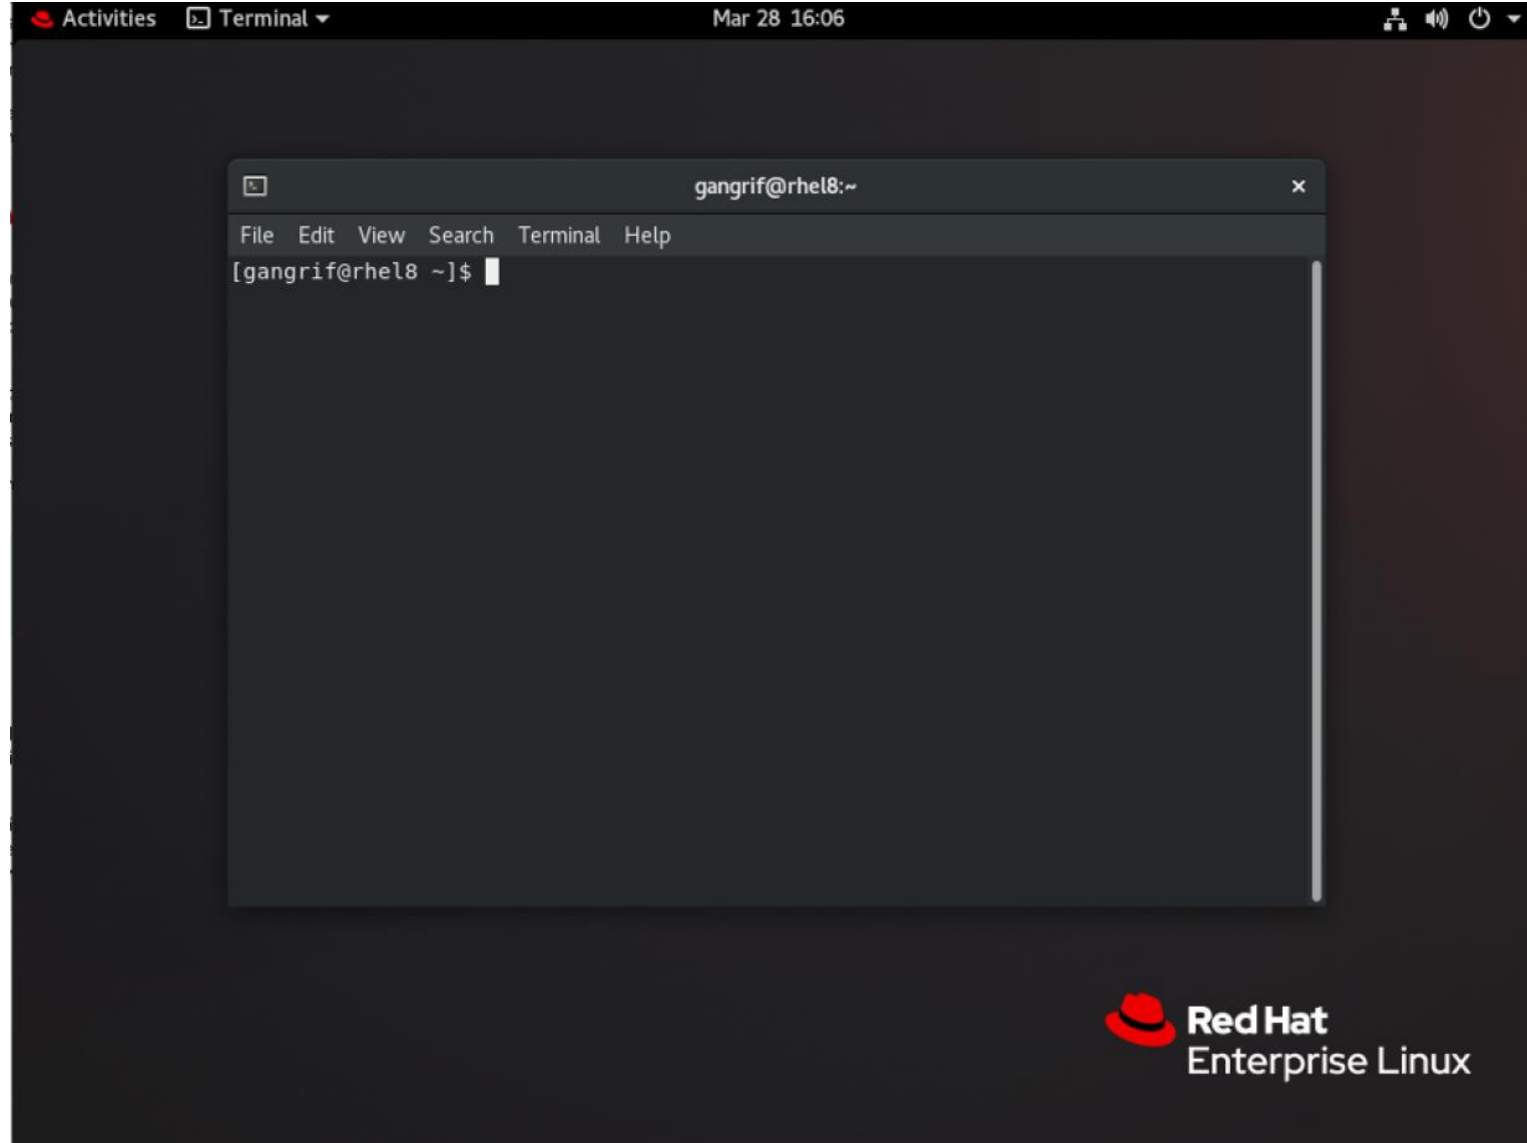 Activities Terminal Mar 28 16:06
gangrif@rhel8:~
File Edit View Search Terminal Help
[gangrif@rhel8 ~]$
Red Hat
Enterprise Linux